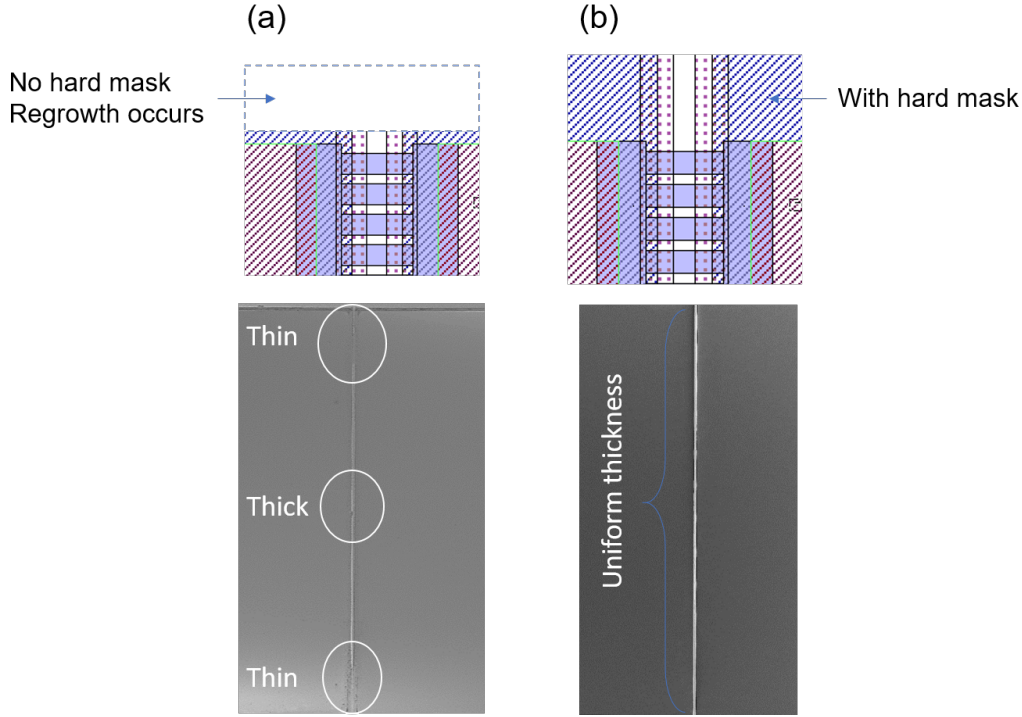 (a)
(b)
No hard mask
Regrowth occurs
With hard mask
Thin
Thick
Thin
Uniform thickness